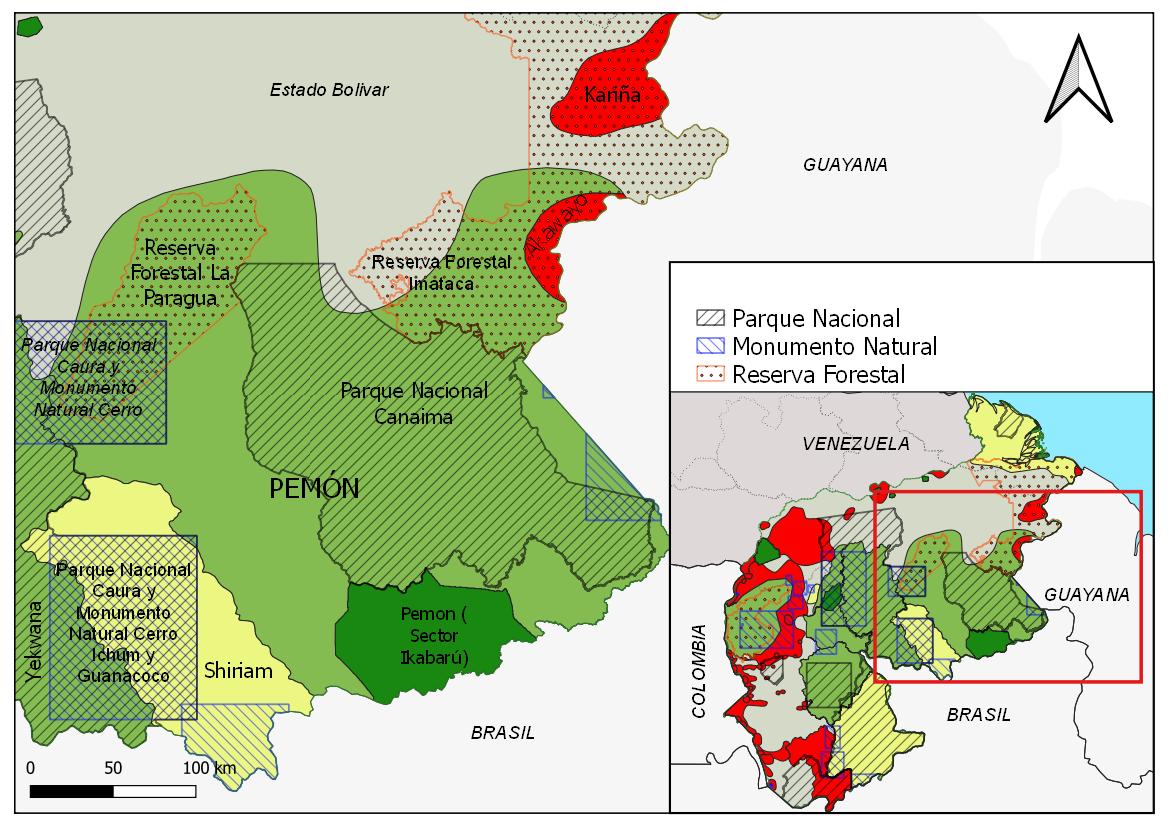 Estado Bolívar
Kariña
GUAYANA
Akawayo
Reserva
Forestal La
Paragua
Reserva Forestal
Imataca
Parque Nacional
Caura y
Monumento
Natural Cerro
Parque Nacional
Canaima
PEMÓN
Parque Nacional
Caura y
Monumento
Natural Cerro
Ichum y
Guanacoco
Yekwana
Shiriam
Pemon (
Sector
Ikabarú)
BRASIL
0 50 100 km
Parque Nacional
Monumento Natural
Reserva Forestal
VENEZUELA
GUAYANA
COLOMBIA
BRASIL